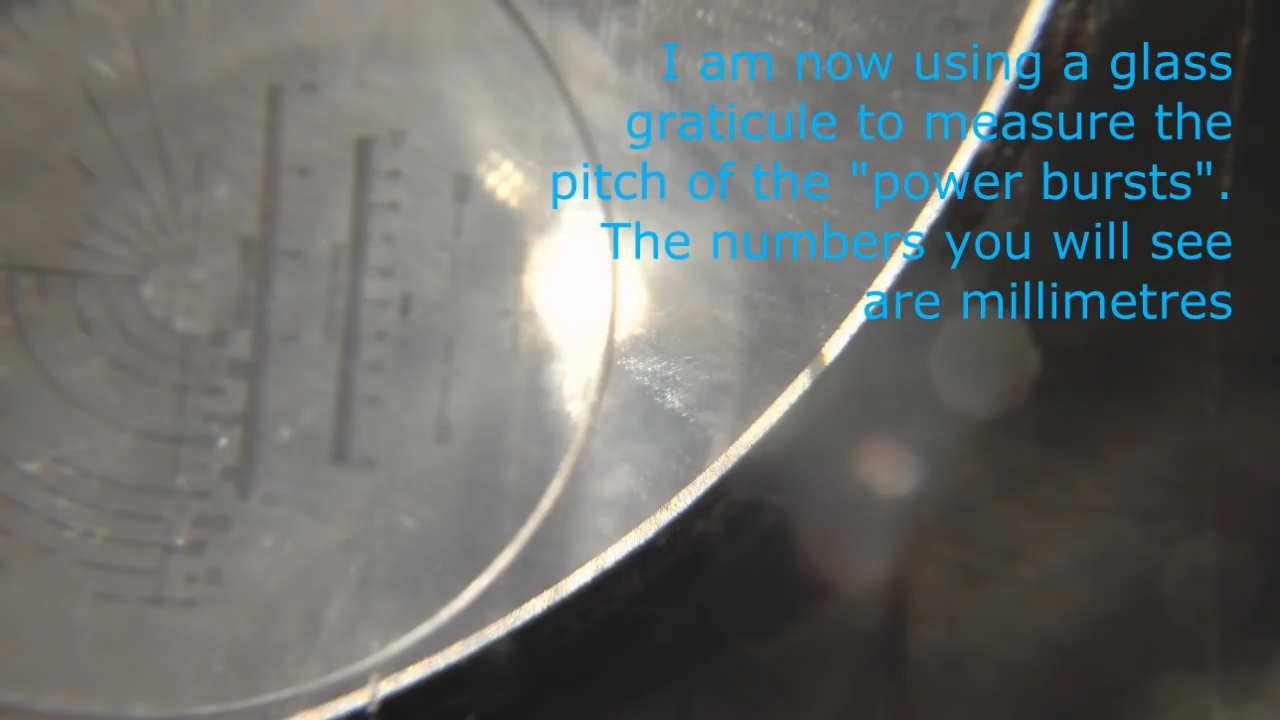 I am now using a glass
graticule to measure the
pitch of the "power bursts".
The numbers you will see
are millimetres